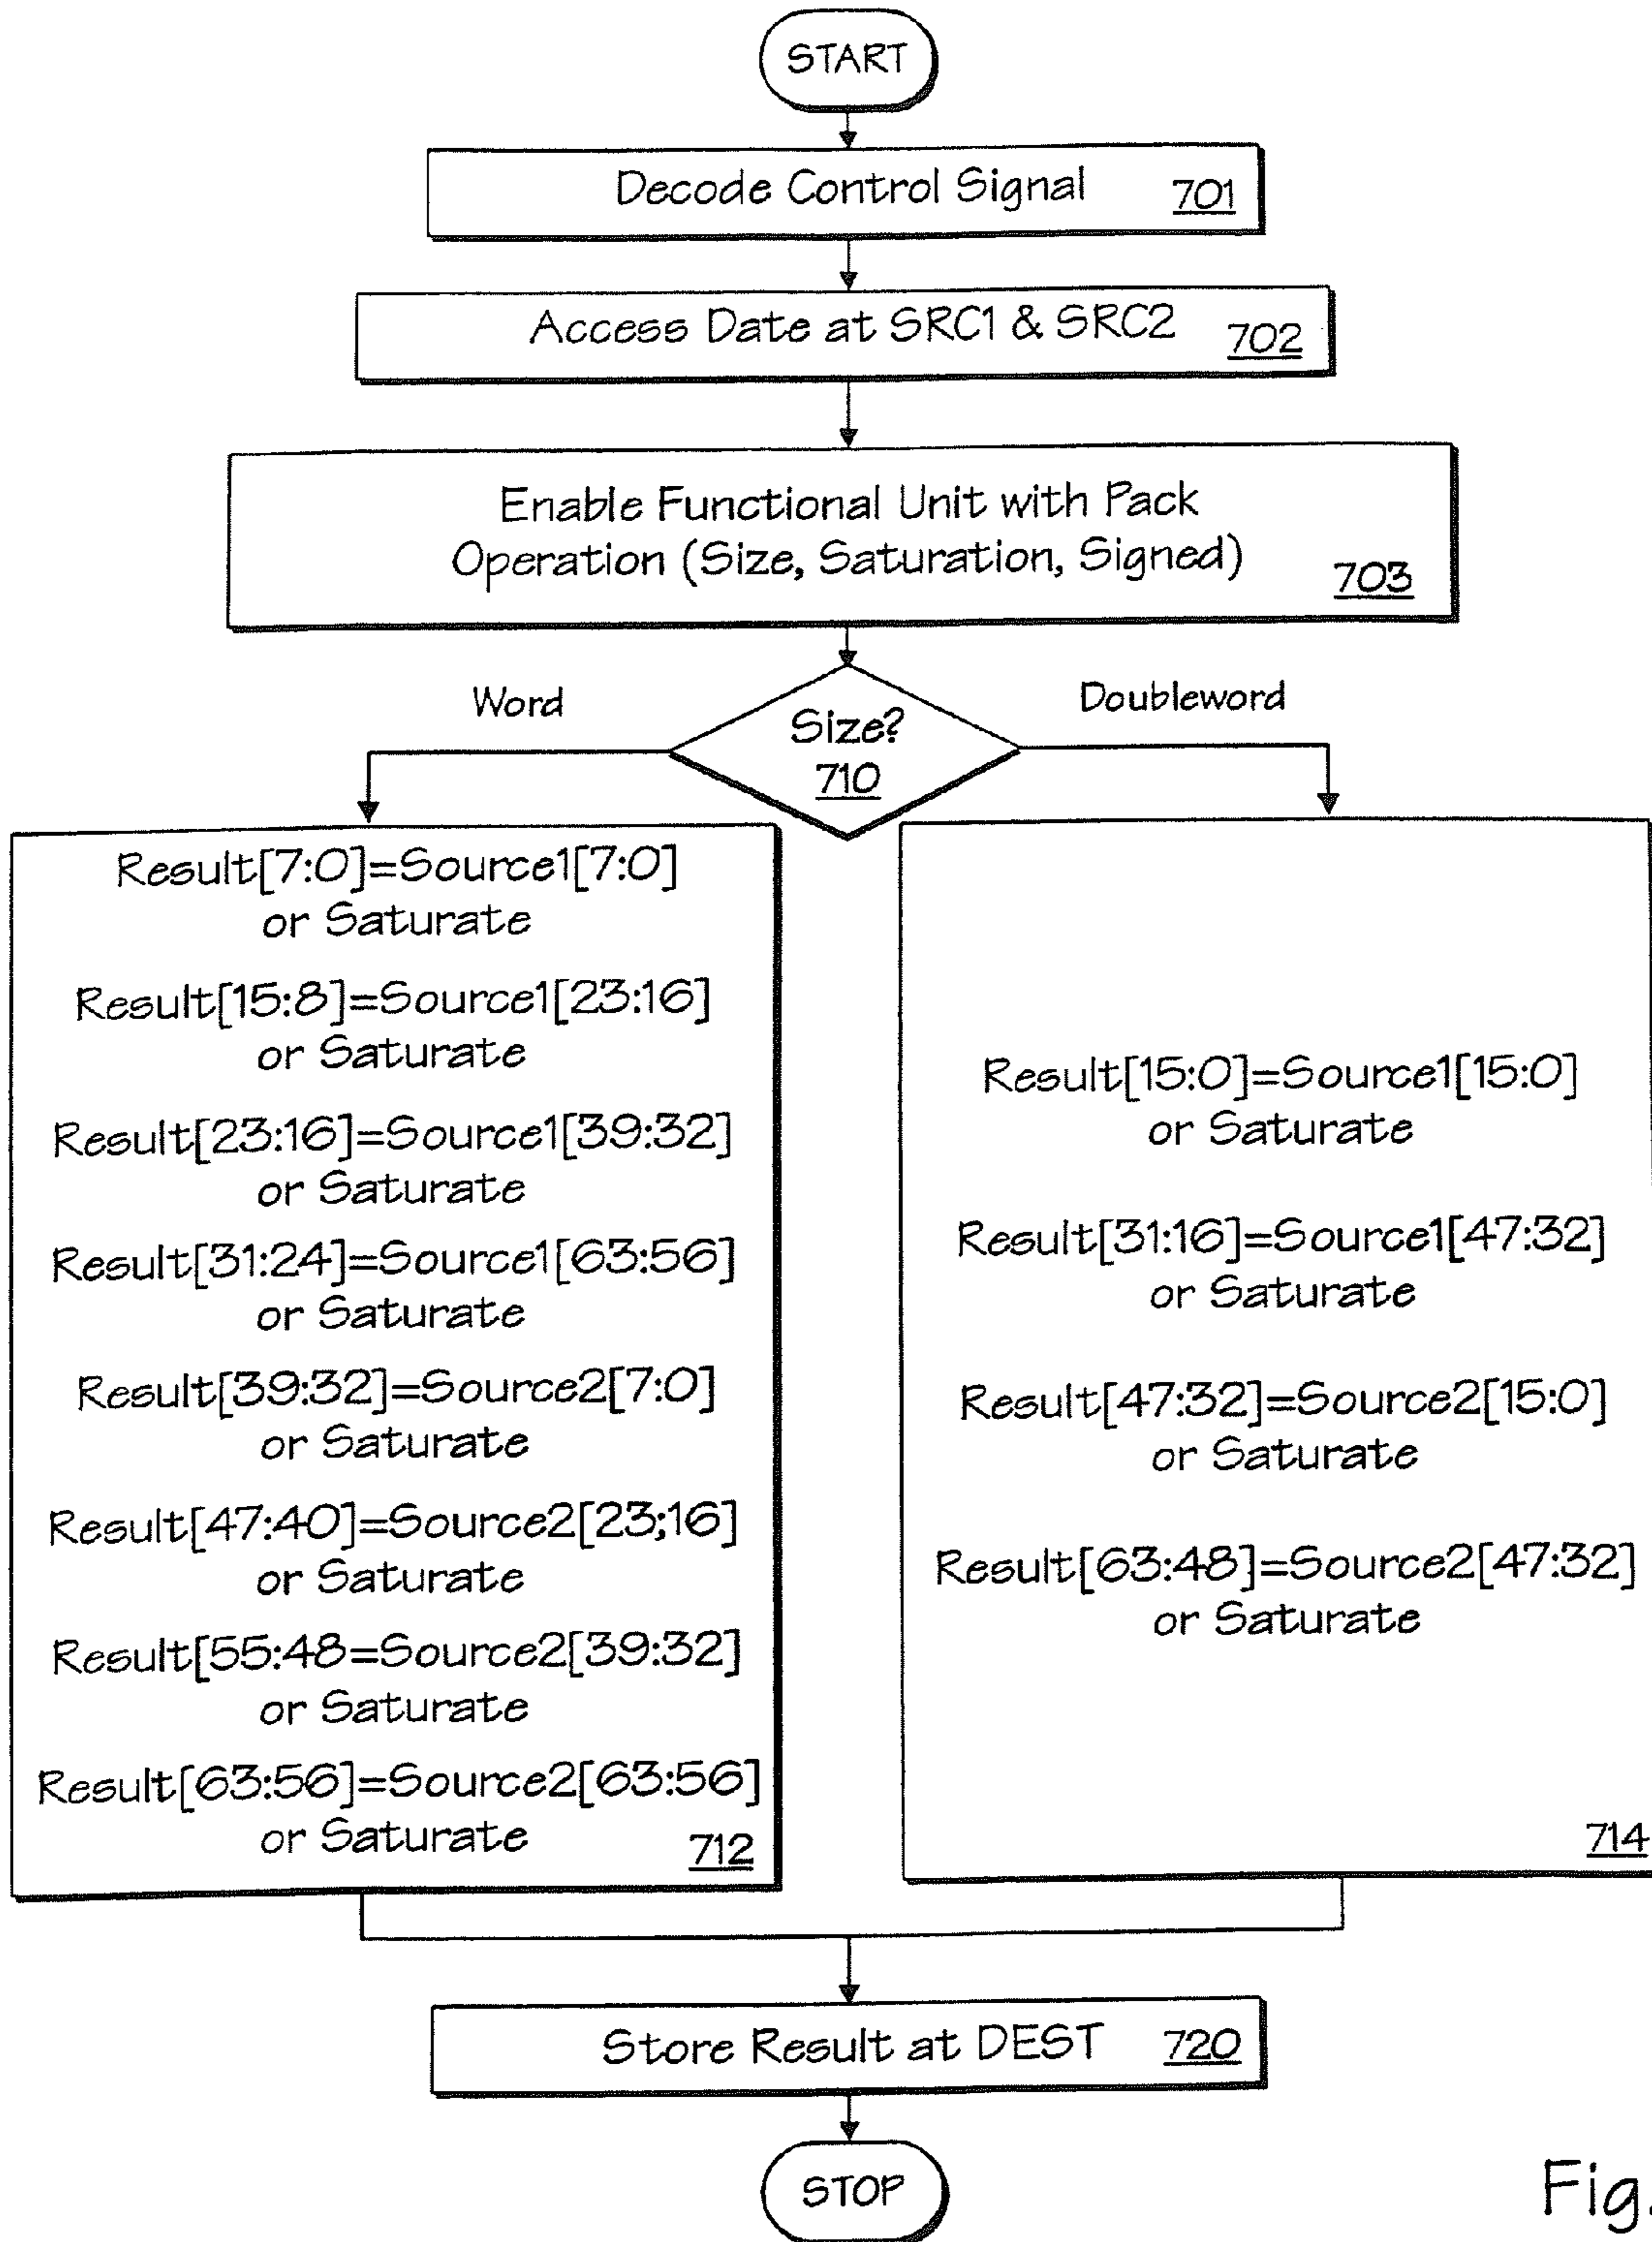 START
Decode Control Signal 701
Access Date at SRC1 & SRC2 702
Enable Functional Unit with Pack
Operation (Size, Saturation, Signed) 703
Word
Doubleword
Size?
710
Result[7:0]=Source1[7:0]
or Saturate
Result[15:8]=Source1[23:16]
or Saturate
Result[23:16]=Source1[39:32]
or Saturate
Result[31:24]=Source1[63:56]
or Saturate
Result[39:32]=Source2[7:0]
or Saturate
Result[47:40]=Source2[23;16]
or Saturate
Result[55:48=Source2[39:32]
or Saturate
Result[63:56]=Source2[63:56]
or Saturate 712
Result[15:0]=Source1[15:0]
or Saturate
Result[31:16]=Source1[47:32]
or Saturate
Result[47:32]=Source2[15:0]
or Saturate
Result[63:48]=Source2[47:32]
or Saturate
714
Store Result at DEST 720
STOP
Fig.